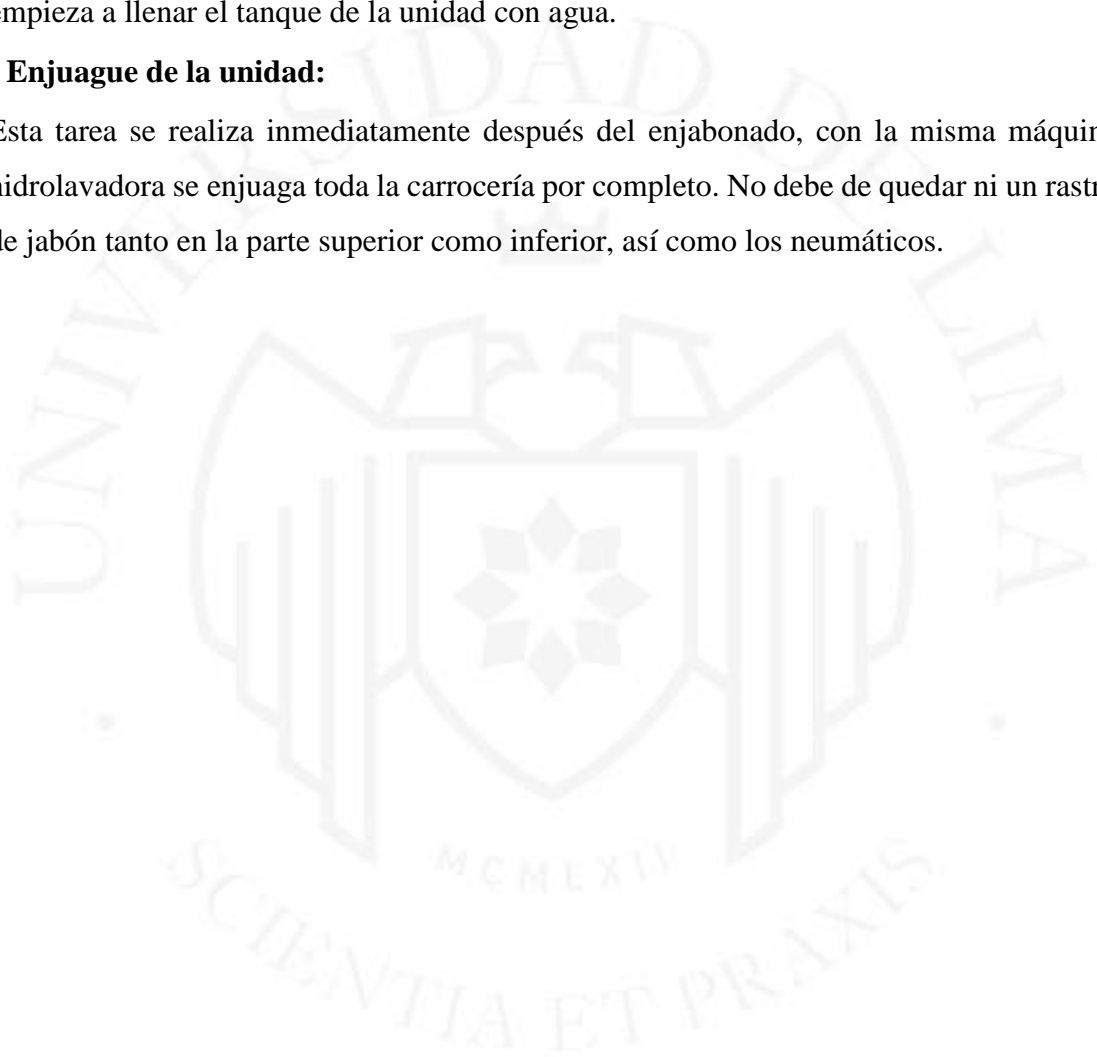 empieza a llenar el tanque de la unidad con agua.
Enjuague de la unidad:
Esta tarea se realiza inmediatamente después del enjabonado, con la misma máquin
hidrolavadora se enjuaga toda la carrocería por completo. No debe de quedar ni un rastr
de jabón tanto en la parte superior como inferior, así como los neumáticos.
UNIVERSIDAD DE LIMA
MCMLXII
SCIENTIA ET PRAXIS